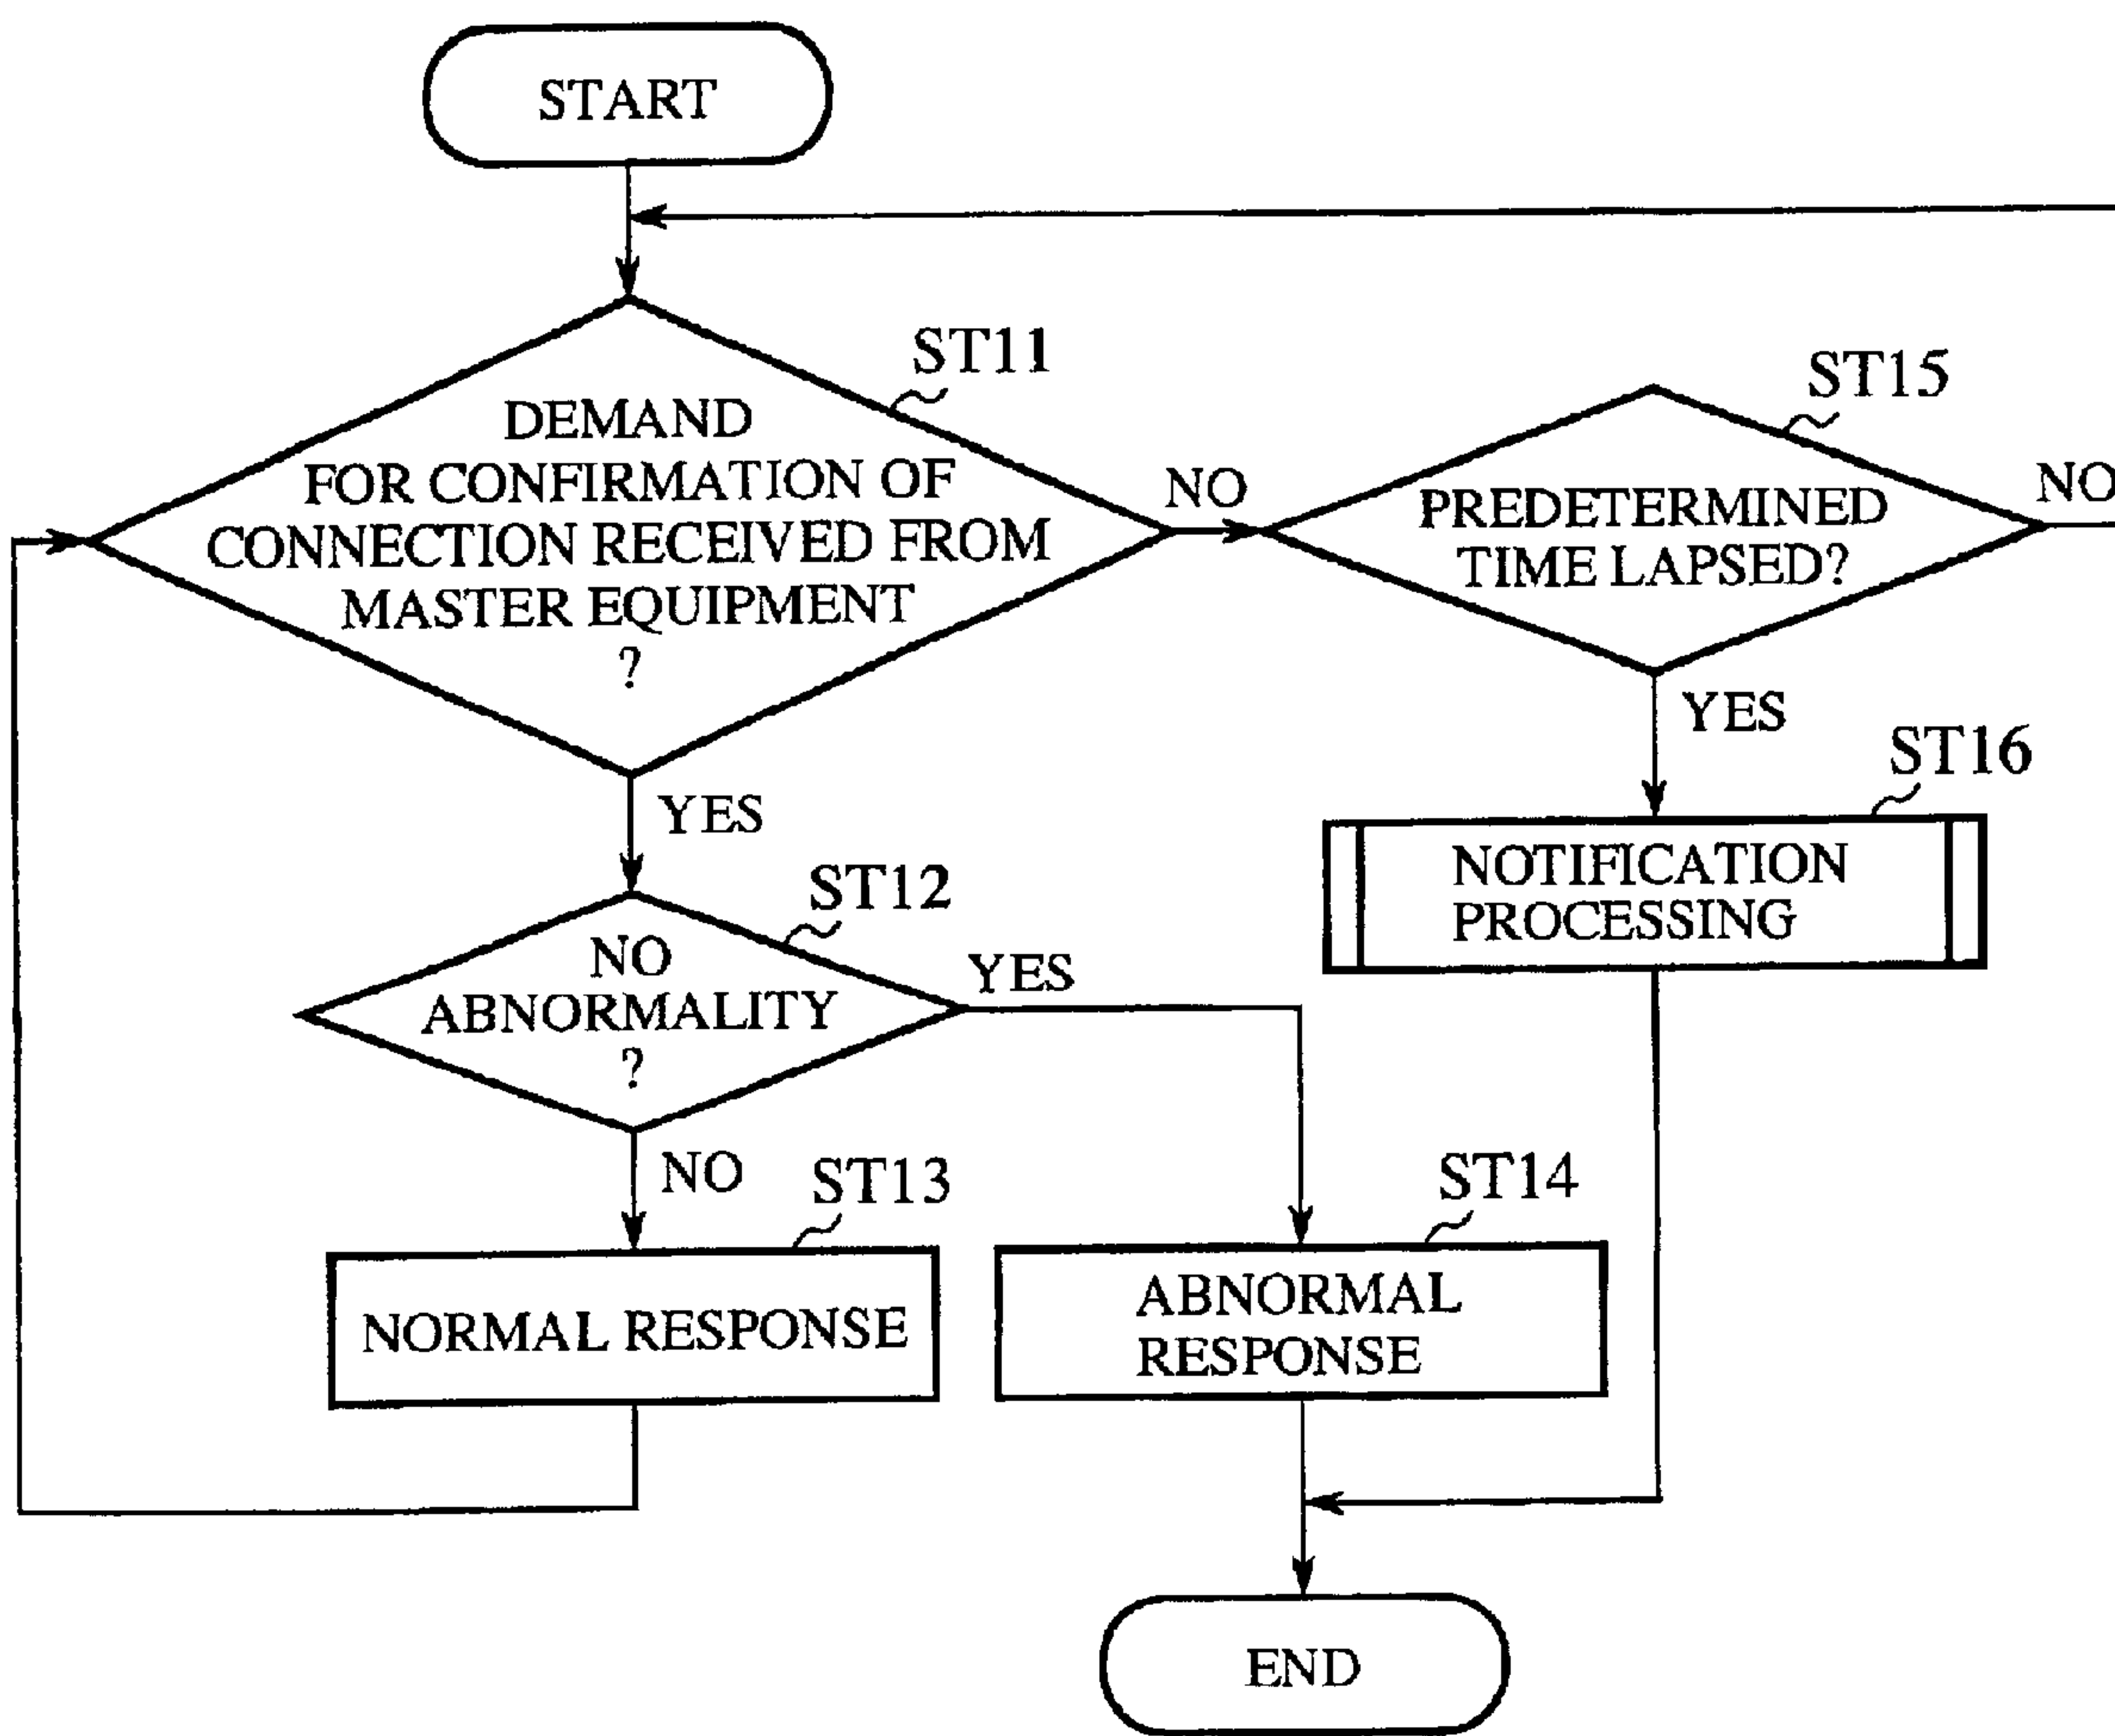 START
ST11
DEMAND
FOR CONFIRMATION OF
CONNECTION RECEIVED FROM
MASTER EQUIPMENT
?
NO
ST15
PREDETERMINED
TIME LAPSED?
NO
YES
YES
ST16
NOTIFICATION
PROCESSING
ST12
NO
ABNORMALITY
?
YES
NO
ST13
NORMAL RESPONSE
ST14
ABNORMAL
RESPONSE
END